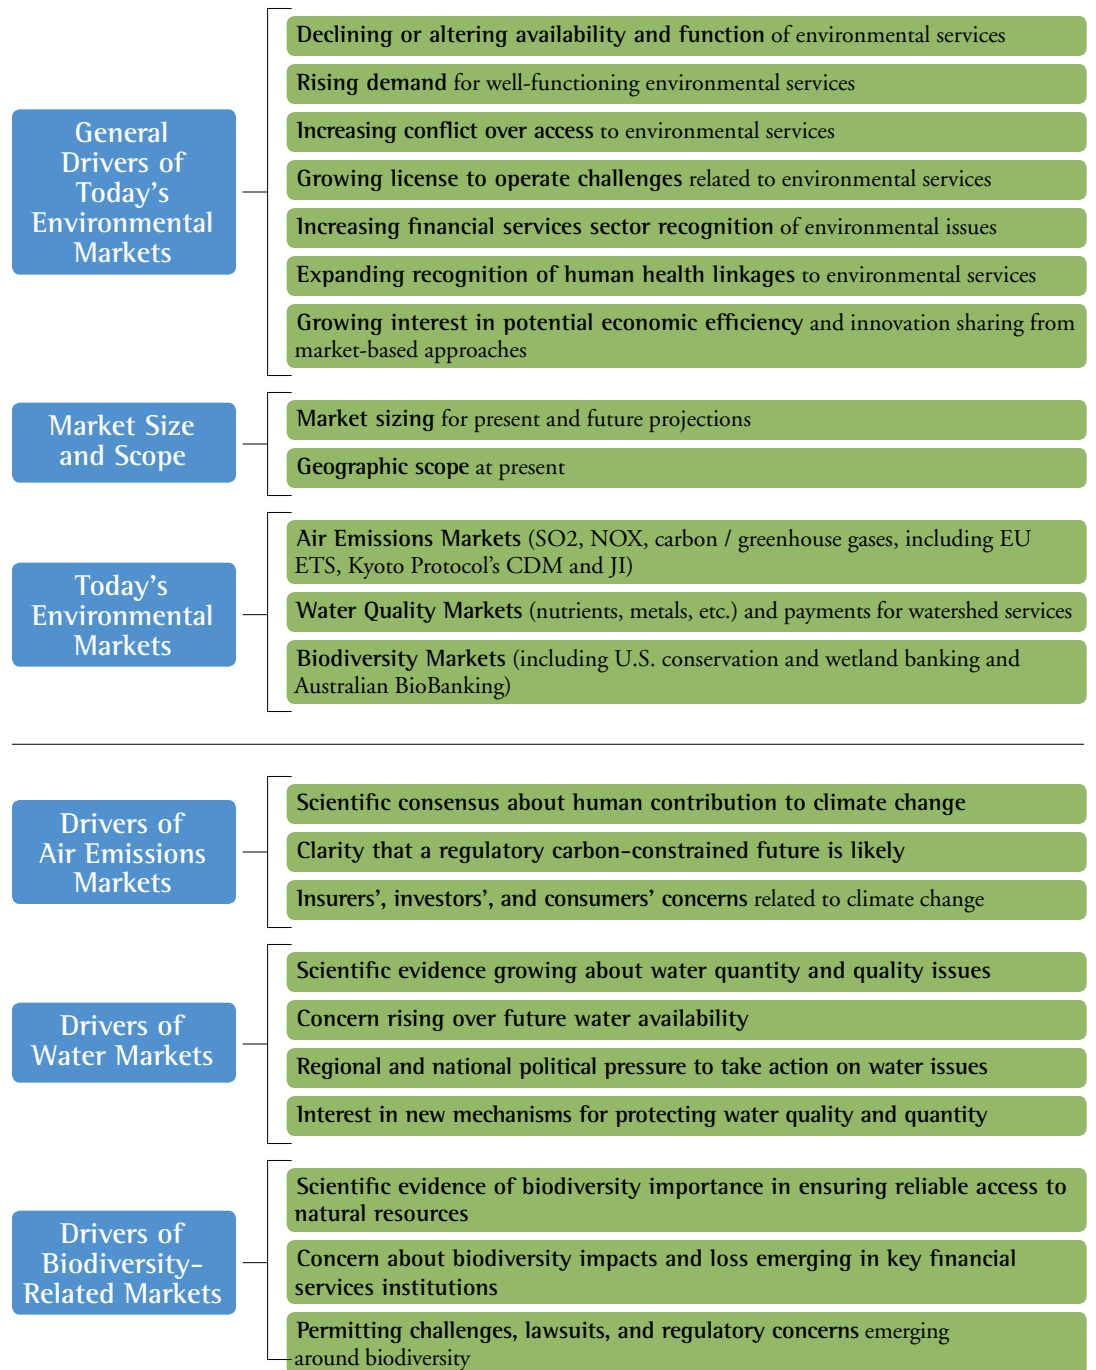 General
Drivers of
Today's
Environmental
Markets
Declining or altering availability and function of environmental services
Rising demand for well-functioning environmental services
Increasing conflict over access to environmental services
Growing license to operate challenges related to environmental services
Increasing financial services sector recognition of environmental issues
Expanding recognition of human health linkages to environmental services
Growing interest in potential economic efficiency and innovation sharing from
market-based approaches
Market Size
and Scope
Market sizing for present and future projections
Geographic scope at present
Today's
Environmental
Markets
Air Emissions Markets (SO2, NOX, carbon / greenhouse gases, including EU
ETS, Kyoto Protocol's CDM and JI)
Water Quality Markets (nutrients, metals, etc.) and payments for watershed services
Biodiversity Markets (including U.S. conservation and wetland banking and
Australian BioBanking)
Drivers of
Air Emissions
Markets
Scientific consensus about human contribution to climate change
Clarity that a regulatory carbon-constrained future is likely
Insurers', investors', and consumers' concerns related to climate change
Drivers of
Water Markets
Scientific evidence growing about water quantity and quality issues
Concern rising over future water availability
Regional and national political pressure to take action on water issues
Interest in new mechanisms for protecting water quality and quantity
Drivers of
Biodiversity-
Related Markets
Scientific evidence of biodiversity importance in ensuring reliable access to
natural resources
Concern about biodiversity impacts and loss emerging in key financial
services institutions
Permitting challenges, lawsuits, and regulatory concerns emerging
around biodiversity